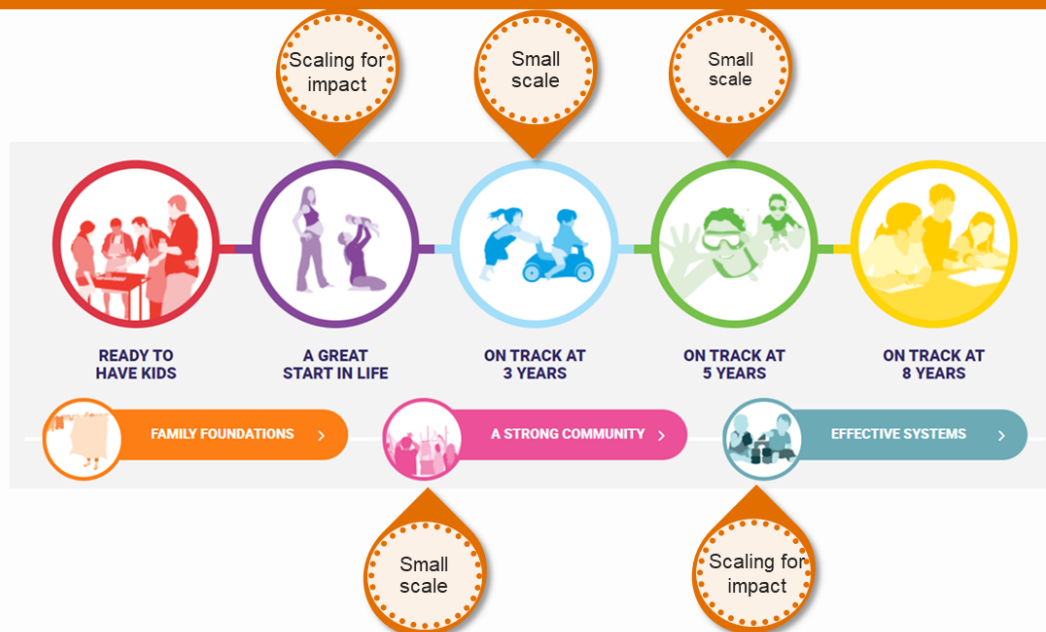 Scaling for
impact
Small
scale
Small
scale
READY TO
HAVE KIDS
A GREAT
START IN LIFE
ON TRACK AT
3 YEARS
ON TRACK AT
5 YEARS
ON TRACK AT
8 YEARS
FAMILY FOUNDATIONS >
A STRONG COMMUNITY >
EFFECTIVE SYSTEMS >
Small
scale
Scaling for
impact